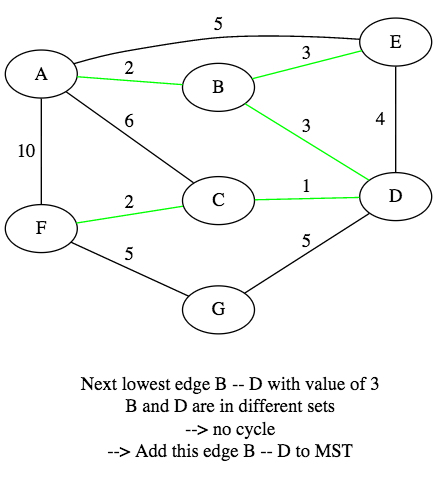 5
E
3
A
2
B
6
3
4
10
2
C
1
D
F
5
5
G
Next lowest edge B -- D with value of 3
B and D are in different sets
--> no cycle
--> Add this edge B -- D to MST